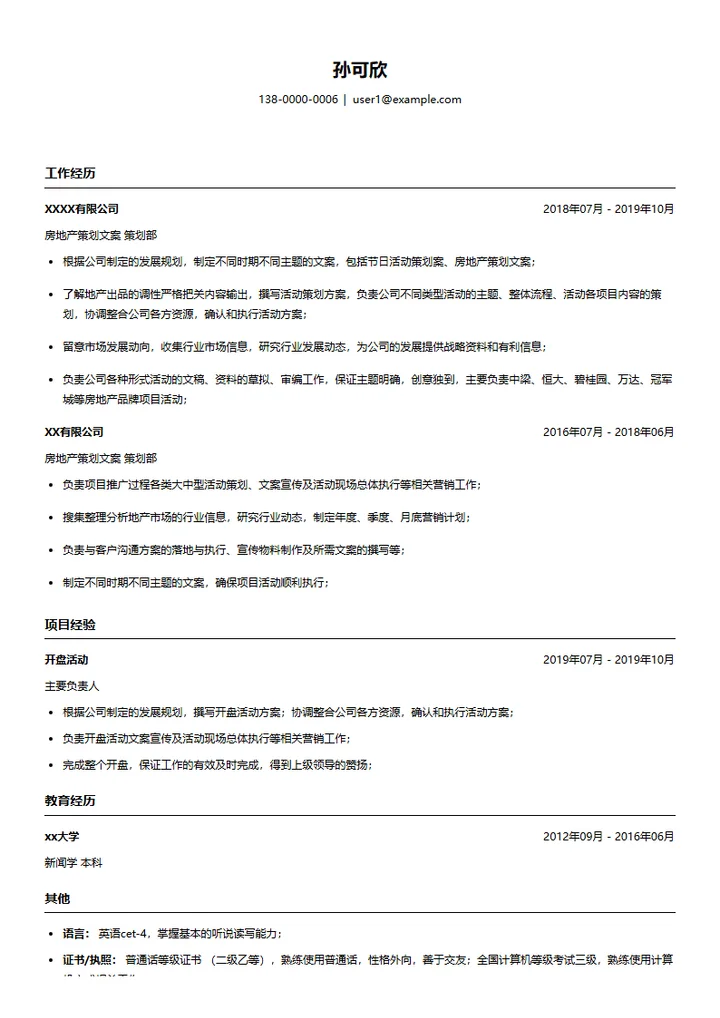 孙可欣
138-0000-0006 | user1@example.com
工作经历
XXXX有限公司 2018年07月 - 2019年10月
房地产策划文案 策划部
• 根据公司制定的发展规划，制定不同时期不同主题的文案，包括节日活动策划案、房地产策划文案；
• 了解地产出品的调性严格把关内容输出，撰写活动策划方案，负责公司不同类型活动的主题、整体流程、活动各项目内容的策
划，协调整合公司各方资源，确认和执行活动方案；
• 留意市场发展动向，收集行业市场信息，研究行业发展动态，为公司的发展提供战略资料和有利信息；
• 负责公司各种形式活动的文稿、资料的草拟、审编工作，保证主题明确，创意独到，主要负责中梁、恒大、碧桂园、万达、冠军
城等房地产品牌项目活动；
XX有限公司 2016年07月 - 2018年06月
房地产策划文案 策划部
• 负责项目推广过程各类大中型活动策划、文案宣传及活动现场总体执行等相关营销工作；
• 搜集整理分析地产市场的行业信息，研究行业动态，制定年度、季度、月底营销计划；
• 负责与客户沟通方案的落地与执行、宣传物料制作及所需文案的撰写等；
• 制定不同时期不同主题的文案，确保项目活动顺利执行；
项目经验
开盘活动 2019年07月 - 2019年10月
主要负责人
• 根据公司制定的发展规划，撰写开盘活动方案；协调整合公司各方资源，确认和执行活动方案；
• 负责开盘活动文案宣传及活动现场总体执行等相关营销工作；
• 完成整个开盘，保证工作的有效及时完成，得到上级领导的赞扬；
教育经历
xx大学 2012年09月 - 2016年06月
新闻学 本科
其他
• 语言： 英语cet-4，掌握基本的听说读写能力；
• 证书/执照： 普通话等级证书 （二级乙等），熟练使用普通话，性格外向，善于交友；全国计算机等级考试三级，熟练使用计算